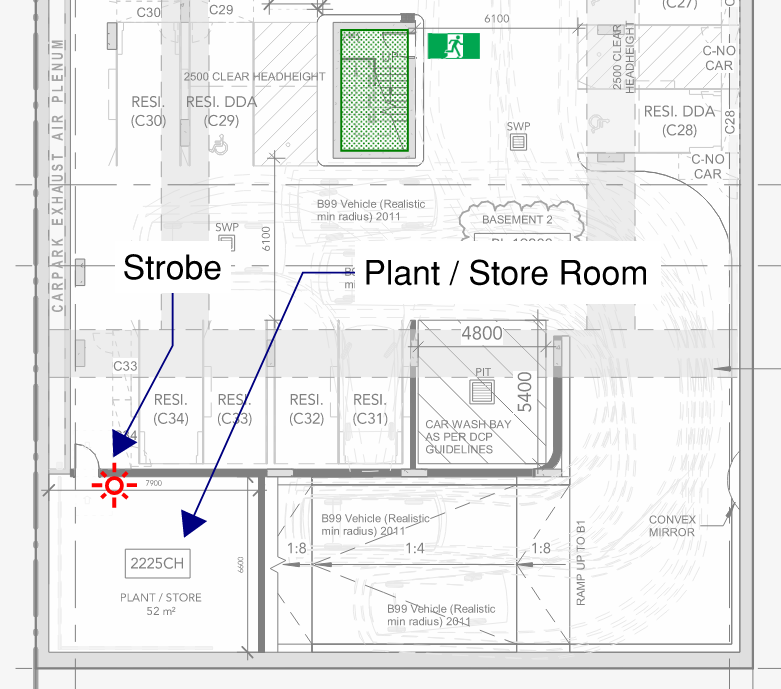 C30
C29
(C27)
6100
2500 CLEAR
HEADHEIGHT
C-NO
CAR
2500 CLEAR HEADHEIGHT
RESI.
(C30)
RESI. DDA
(C29)
RESI. DDA
(C28)
C28
SWP
C-NO
CAR
CARPARK EXHAUST AIR PLENUM
B99 Vehicle (Realistic
min radius) 2011
BASEMENT 2
SWP
6100
Strobe
Plant / Store Room
4800
C33
PIT
5400
RESI.
(C34)
RESI.
(C33)
RESI.
(C32)
RESI.
(C31)
CAR WASH BAY
AS PER DCP
GUIDELINES
7900
B99 Vehicle (Realistic
min radius) 2011
CONVEX
MIRROR
1:8
1:4
1:8
RAMP UP TO B1
2225CH
6600
PLANT / STORE
52 m²
B99 Vehicle (Realistic
min radius) 2011